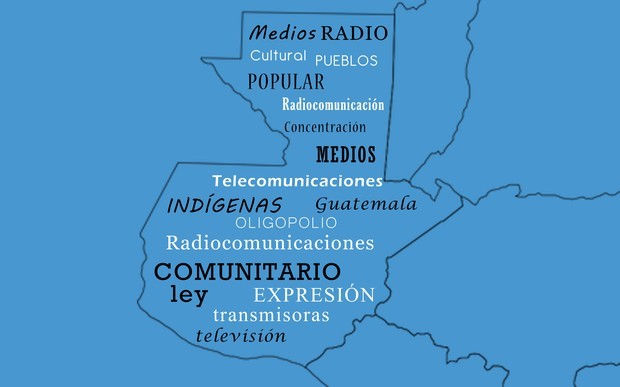 Medios RADIO
Cultural PUEBLOS
POPULAR
Radiocomunicación
Concentración
MEDIOS
Telecomunicaciones
INDÍGENAS Guatemala
OLIGOPOLIO
Radiocomunicaciones
COMUNITARIO
ley EXPRESIÓN
transmisoras
televisión